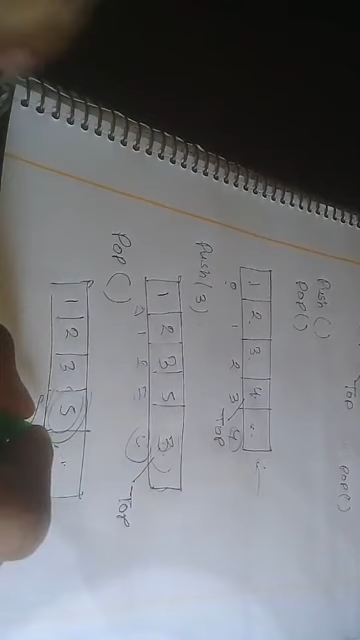 Top
pop()
Push()
Pop()
1 2 3 4
0 1 2 3 4
Top
Push(3)
1 2 3 5 3
0 1 2 3
Top
Pop()
1 2 3 5